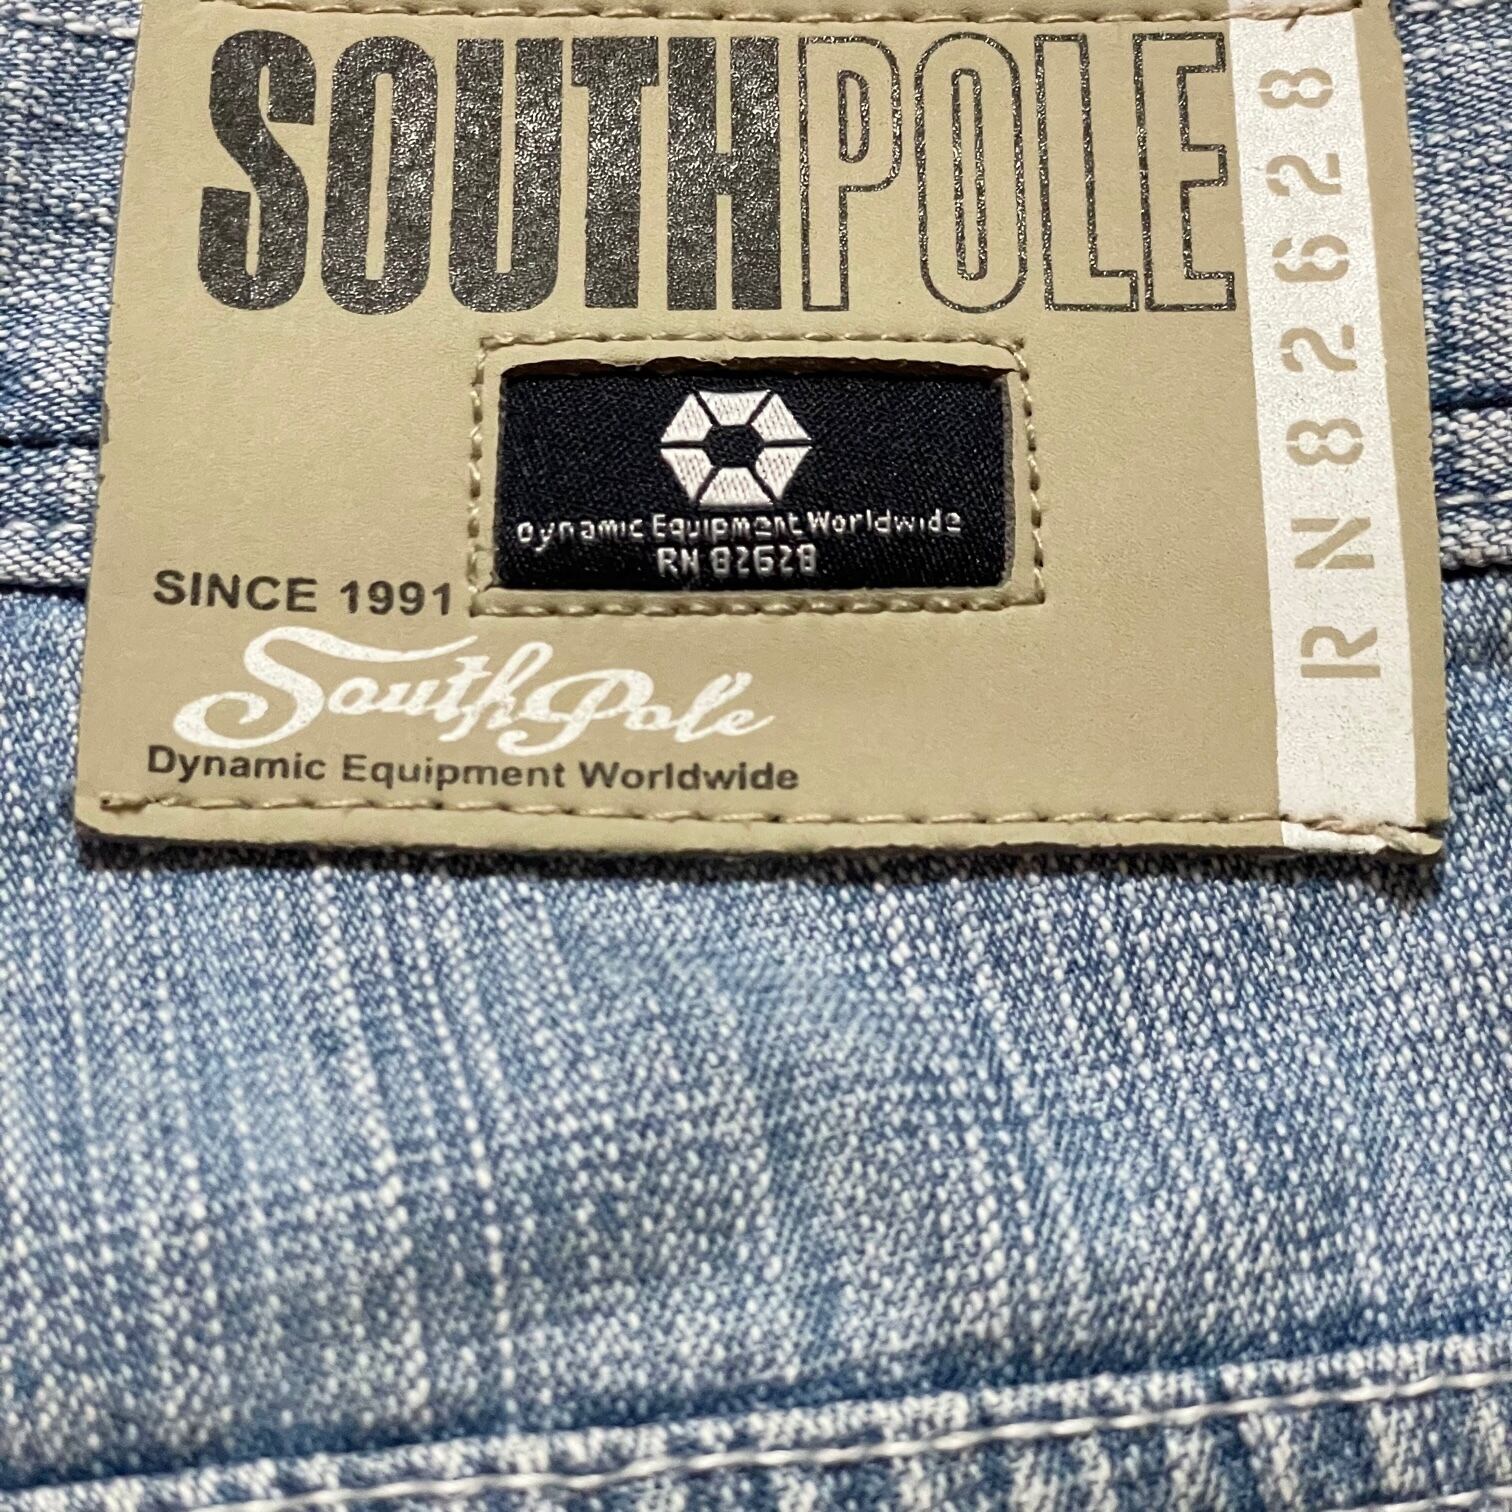 SOUTHPOLE
RN 82628
Dynamic Equipment Worldwide
RN 82628
SINCE 1991
SouthPole
Dynamic Equipment Worldwide